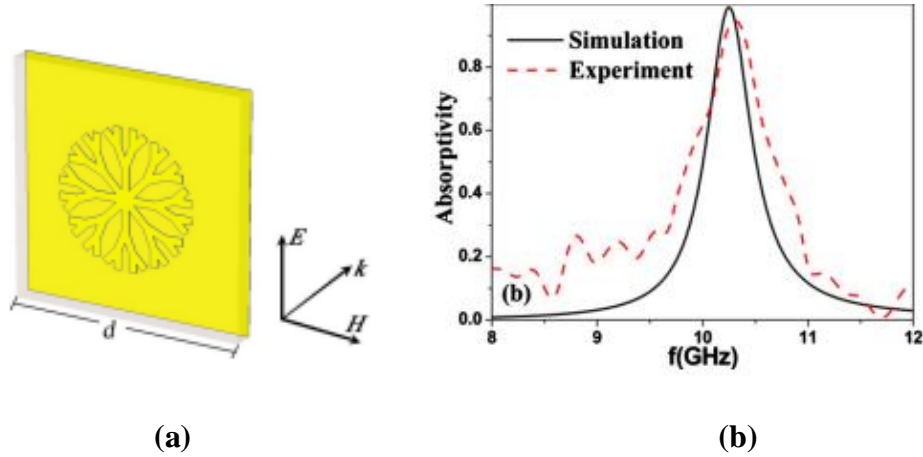 E
k
H
d
(a)
Simulation
Experiment
Absorptivity
0.8
0.6
0.4
0.2
0.0
(b)
8 9 10 11 12
f(GHz)
(b)